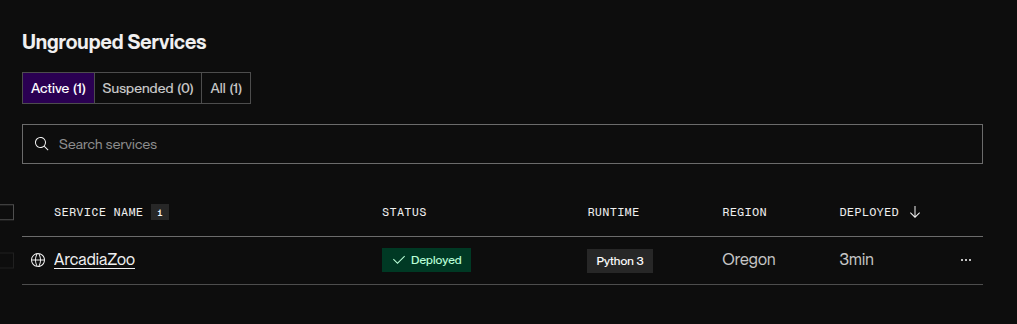 Ungrouped Services
Active (1) Suspended (0) All (1)
Search services
SERVICE NAME i STATUS RUNTIME REGION DEPLOYED ↓
ArcadiaZoo ✓ Deployed Python 3 Oregon 3min ...